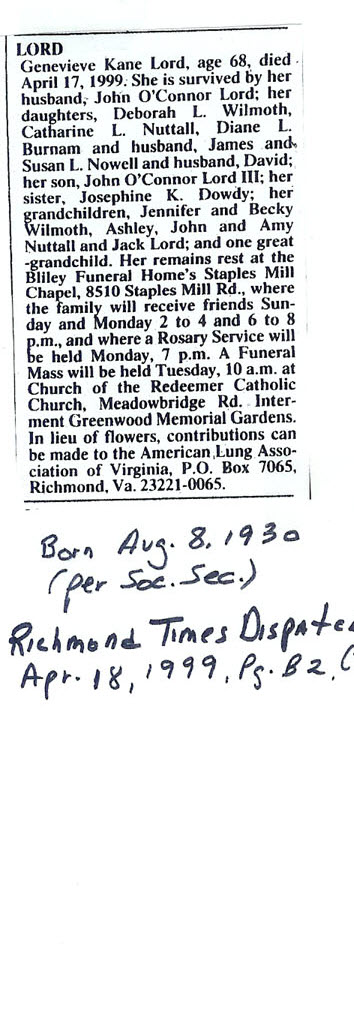 LORD
Genevieve Kane Lord, age 68, died
April 17, 1999. She is survived by her
husband, John O'Connor Lord; her
daughters, Deborah L. Wilmoth,
Catharine L. Nuttall, Diane L.
Burnam and husband, James and
Susan L. Nowell and husband, David;
her son, John O'Connor Lord III; her
sister, Josephine K. Dowdy; her
grandchildren, Jennifer and Becky
Wilmoth, Ashley, John and Amy
Nuttall and Jack Lord; and one great
-grandchild. Her remains rest at the
Bliley Funeral Home's Staples Mill
Chapel, 8510 Staples Mill Rd., where
the family will receive friends Sun-
day and Monday 2 to 4 and 6 to 8
p.m., and where a Rosary Service will
be held Monday, 7 p.m. A Funeral
Mass will be held Tuesday, 10 a.m. at
Church of the Redeemer Catholic
Church, Meadowbridge Rd. Inter-
ment Greenwood Memorial Gardens.
In lieu of flowers, contributions can
be made to the American Lung Asso-
ciation of Virginia, P.O. Box 7065,
Richmond, Va. 23221-0065.
Born Aug. 8, 1930
(per Soc. Sec.)
Richmond Times Dispatc
Apr. 18, 1999, Pg. B2, (